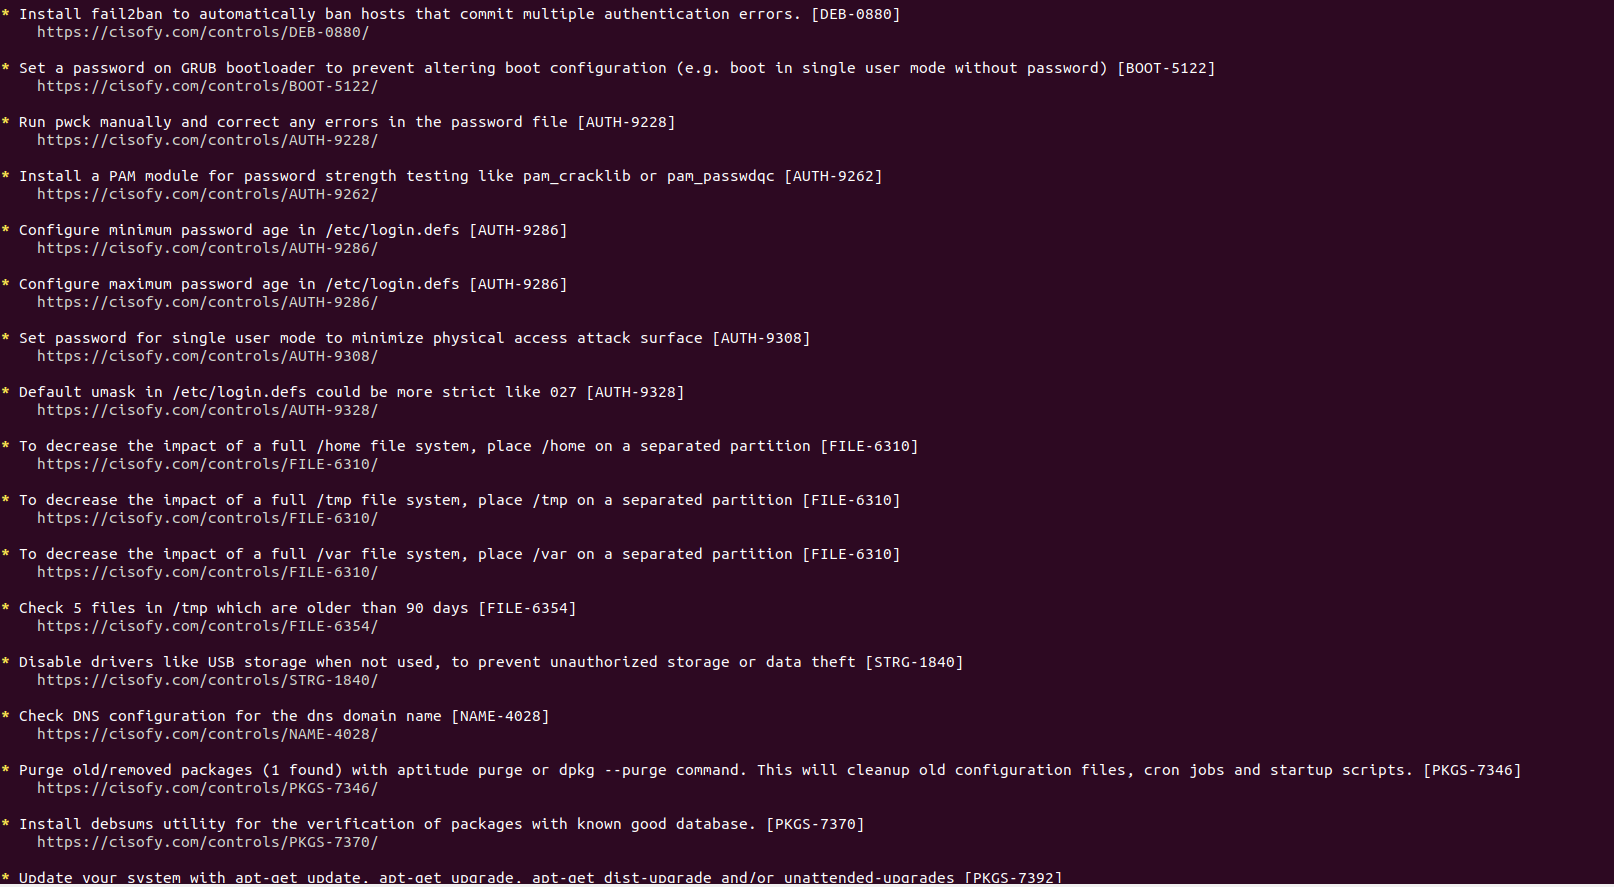 * Install fail2ban to automatically ban hosts that commit multiple authentication errors. [DEB-0880]
https://cisofy.com/controls/DEB-0880/
* Set a password on GRUB bootloader to prevent altering boot configuration (e.g. boot in single user mode without password) [BOOT-5122]
https://cisofy.com/controls/BOOT-5122/
* Run pwck manually and correct any errors in the password file [AUTH-9228]
https://cisofy.com/controls/AUTH-9228/
* Install a PAM module for password strength testing like pam_cracklib or pam_passwdqc [AUTH-9262]
https://cisofy.com/controls/AUTH-9262/
* Configure minimum password age in /etc/login.defs [AUTH-9286]
https://cisofy.com/controls/AUTH-9286/
* Configure maximum password age in /etc/login.defs [AUTH-9286]
https://cisofy.com/controls/AUTH-9286/
* Set password for single user mode to minimize physical access attack surface [AUTH-9308]
https://cisofy.com/controls/AUTH-9308/
* Default umask in /etc/login.defs could be more strict like 027 [AUTH-9328]
https://cisofy.com/controls/AUTH-9328/
* To decrease the impact of a full /home file system, place /home on a separated partition [FILE-6310]
https://cisofy.com/controls/FILE-6310/
* To decrease the impact of a full /tmp file system, place /tmp on a separated partition [FILE-6310]
https://cisofy.com/controls/FILE-6310/
* To decrease the impact of a full /var file system, place /var on a separated partition [FILE-6310]
https://cisofy.com/controls/FILE-6310/
* Check 5 files in /tmp which are older than 90 days [FILE-6354]
https://cisofy.com/controls/FILE-6354/
* Disable drivers like USB storage when not used, to prevent unauthorized storage or data theft [STRG-1840]
https://cisofy.com/controls/STRG-1840/
* Check DNS configuration for the dns domain name [NAME-4028]
https://cisofy.com/controls/NAME-4028/
* Purge old/removed packages (1 found) with aptitude purge or dpkg --purge command. This will cleanup old configuration files, cron jobs and startup scripts. [PKGS-7346]
https://cisofy.com/controls/PKGS-7346/
* Install debsums utility for the verification of packages with known good database. [PKGS-7370]
https://cisofy.com/controls/PKGS-7370/
* Update your system with apt-get update, apt-get upgrade, apt-get dist-upgrade and/or unattended-upgrades [PKGS-7392]